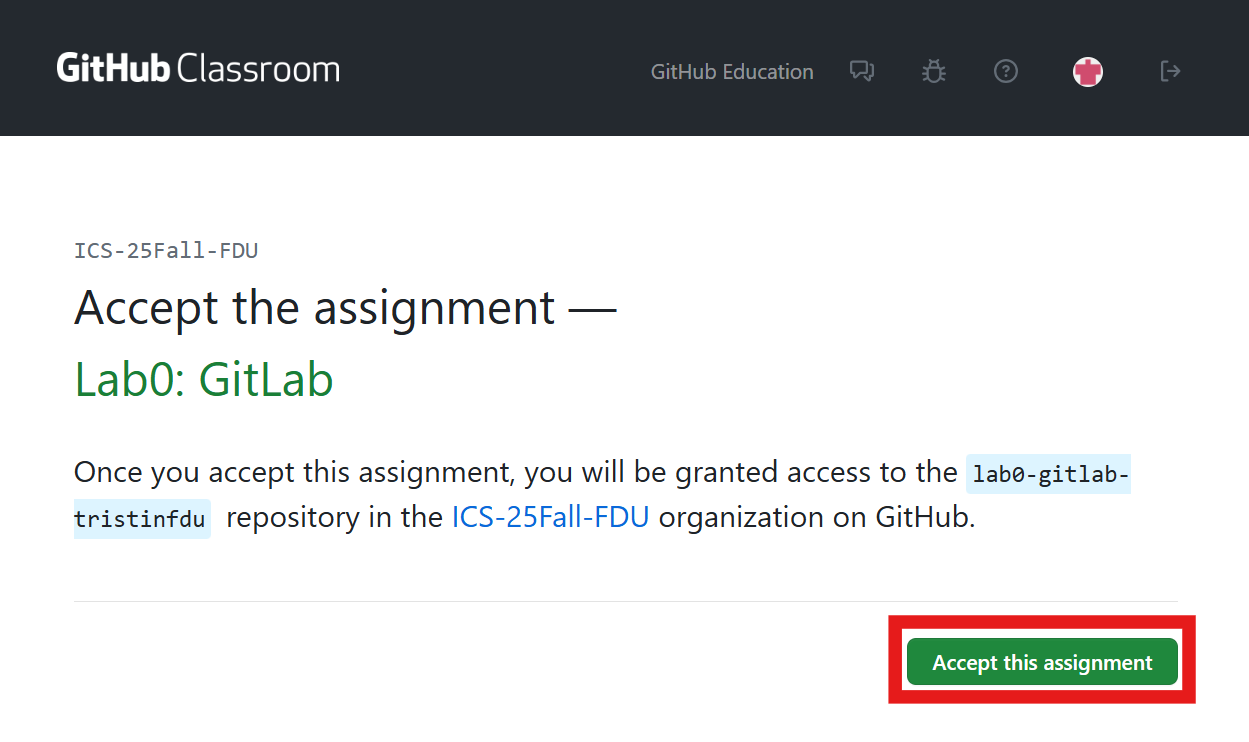 GitHub Classroom
GitHub Education
ICS-25Fall-FDU
Accept the assignment —
Lab0: GitLab
Once you accept this assignment, you will be granted access to the lab0-gitlab-
tristinfdu repository in the ICS-25Fall-FDU organization on GitHub.
Accept this assignment